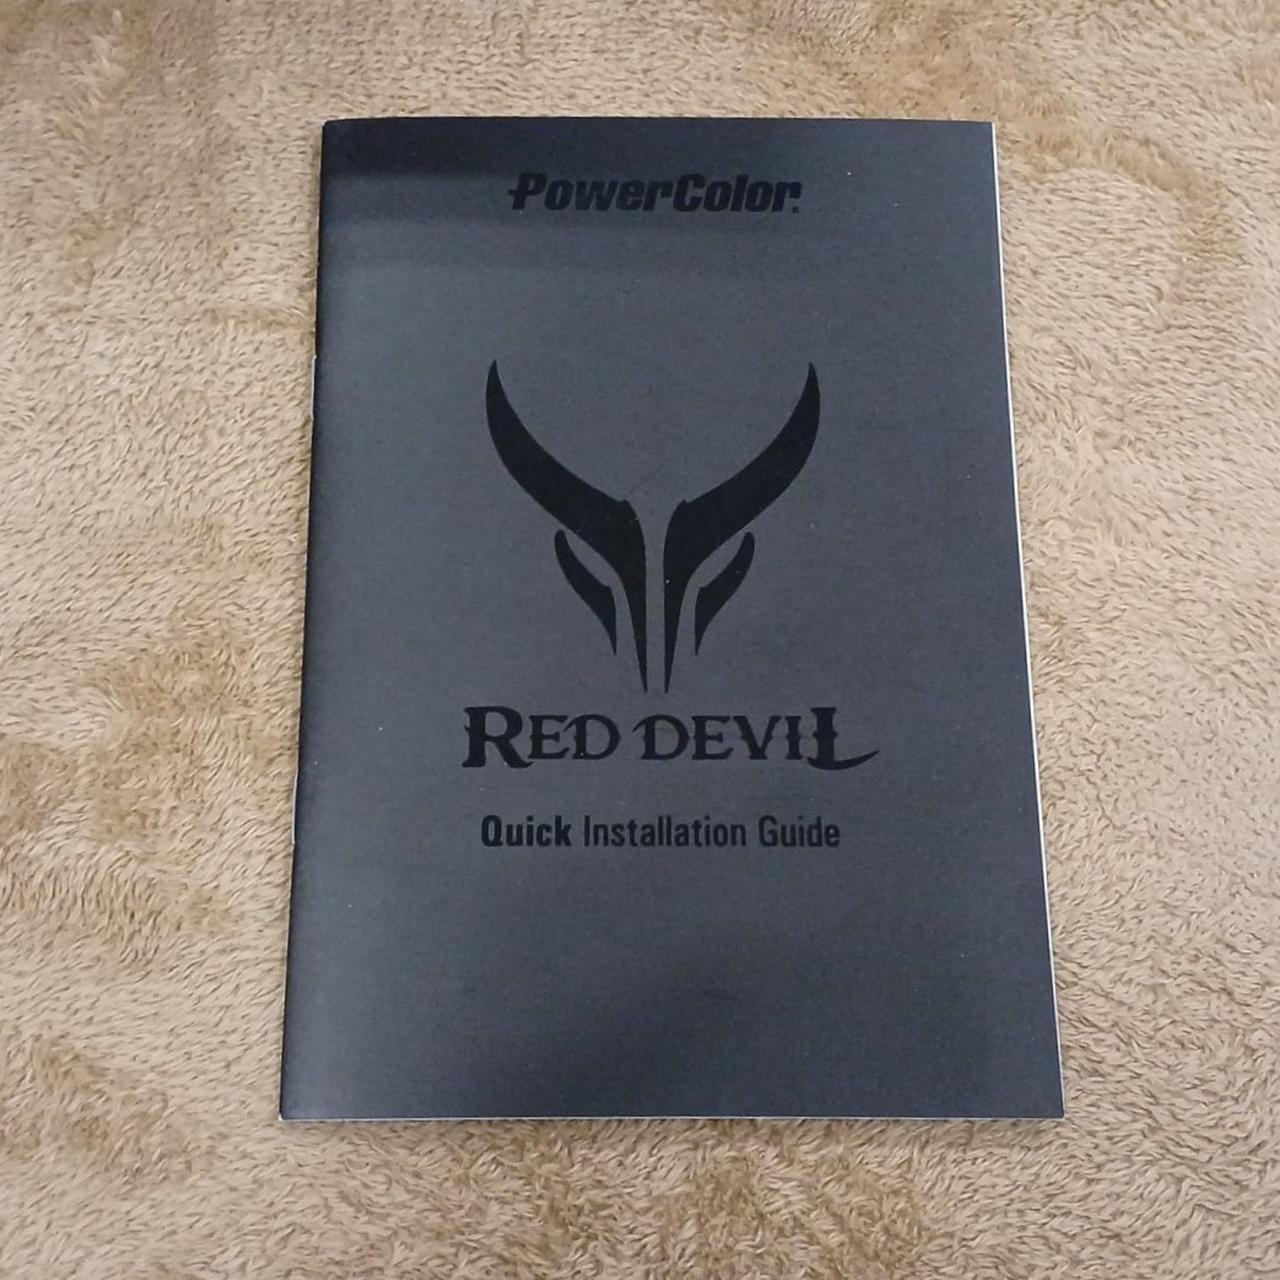 PowerColor
RED DEVIL
Quick Installation Guide